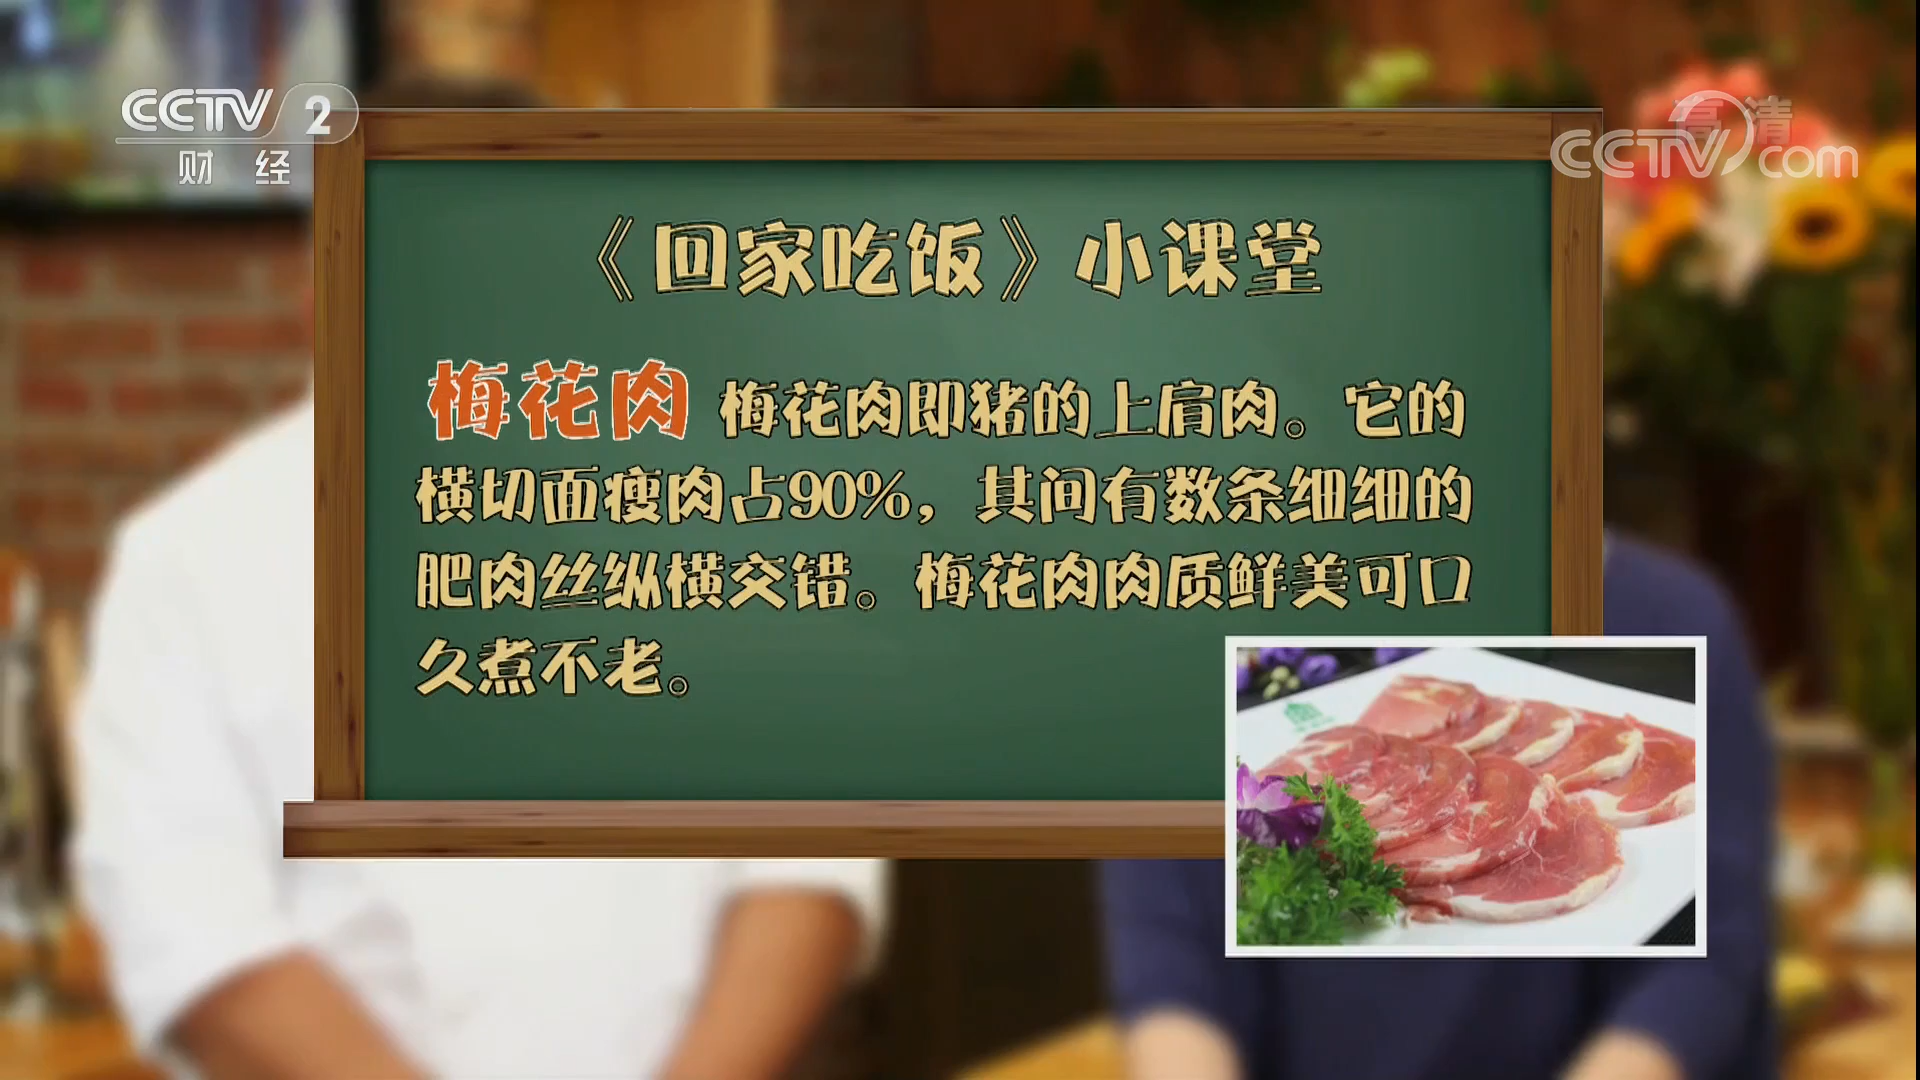 CCTV 2
财 经
高清
CCTV.com
《回家吃饭》小课堂
梅花肉 梅花肉即猪的上肩肉。它的
横切面瘦肉占90%，其间有数条细细的
肥肉丝纵横交错。梅花肉肉质鲜美可口
久煮不老。